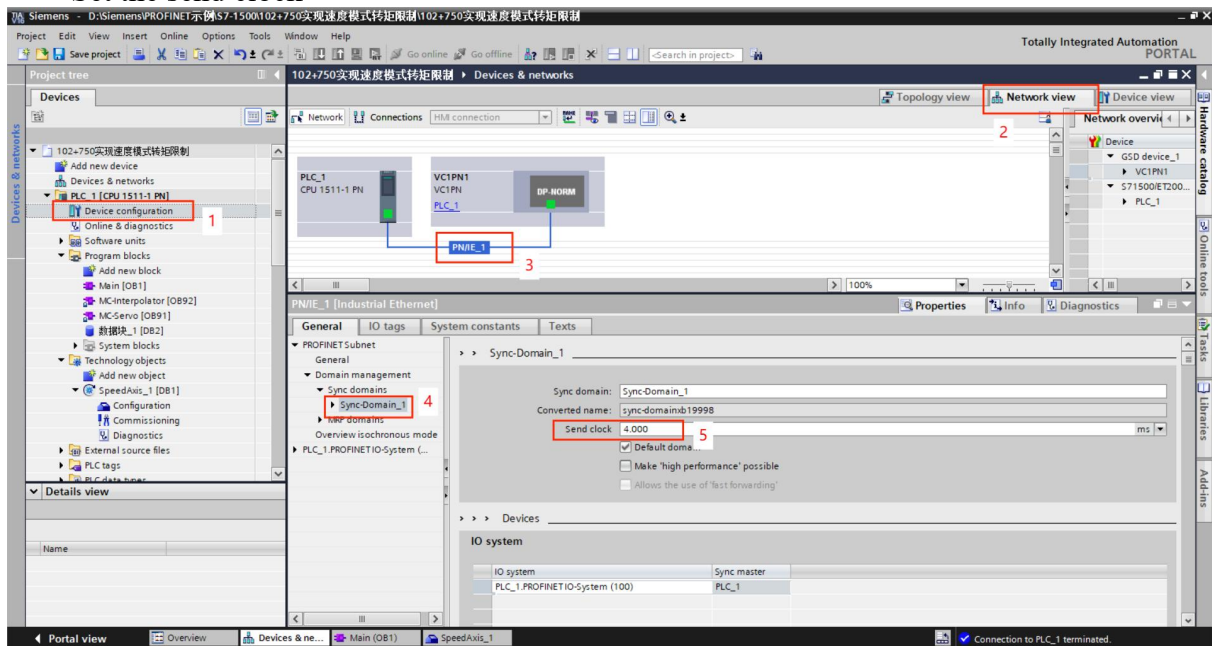 Siemens - D:\Siemens\PROFINET示例\S7-1500\102+750实现速度模式转矩限制\102+750实现速度模式转矩限制
Project Edit View Insert Online Options Tools Window Help
Totally Integrated Automation
PORTAL
Save project
Go online
Go offline
<Search in project>
Project tree
102+750实现速度模式转矩限制 ▸ Devices & networks
Devices
Topology view
Network view
Device view
2
Network
Connections
HMI connection
Network overvie
Devices & networks
102+750实现速度模式转矩限制
Add new device
Devices & networks
PLC_1 [CPU 1511-1 PN]
Device configuration
1
Online & diagnostics
Software units
Program blocks
Add new block
Main [OB1]
MC-Interpolator [OB92]
MC-Servo [OB91]
数据块_1 [DB2]
System blocks
Technology objects
Add new object
SpeedAxis_1 [DB1]
Configuration
Commissioning
Diagnostics
External source files
PLC tags
PLC data types
PLC_1
CPU 1511-1 PN
VC1PN1
VC1PN
PLC_1
DP-NORM
PN/IE_1
3
Device
GSD device_1
VC1PN1
S71500/ET200...
PLC_1
100%
PN/IE_1 [Industrial Ethernet]
Properties
Info
Diagnostics
General
IO tags
System constants
Texts
PROFINET Subnet
General
Domain management
Sync domains
Sync-Domain_1
4
MRP domains
Overview isochronous mode
PLC_1.PROFINET IO-System (...
Sync-Domain_1
Sync domain: Sync-Domain_1
Converted name: sync-domainxb19998
Send clock 4.000 ms
5
Default doma...
Make 'high performance' possible
Allows the use of 'fast forwarding'
Devices
IO system
IO system Sync master
PLC_1.PROFINET IO-System (100) PLC_1
Details view
Name
Hardware catalog
Online tools
Tasks
Libraries
Add-ins
Portal view
Overview
Devices & ne...
Main (OB1)
SpeedAxis_1
Connection to PLC_1 terminated.